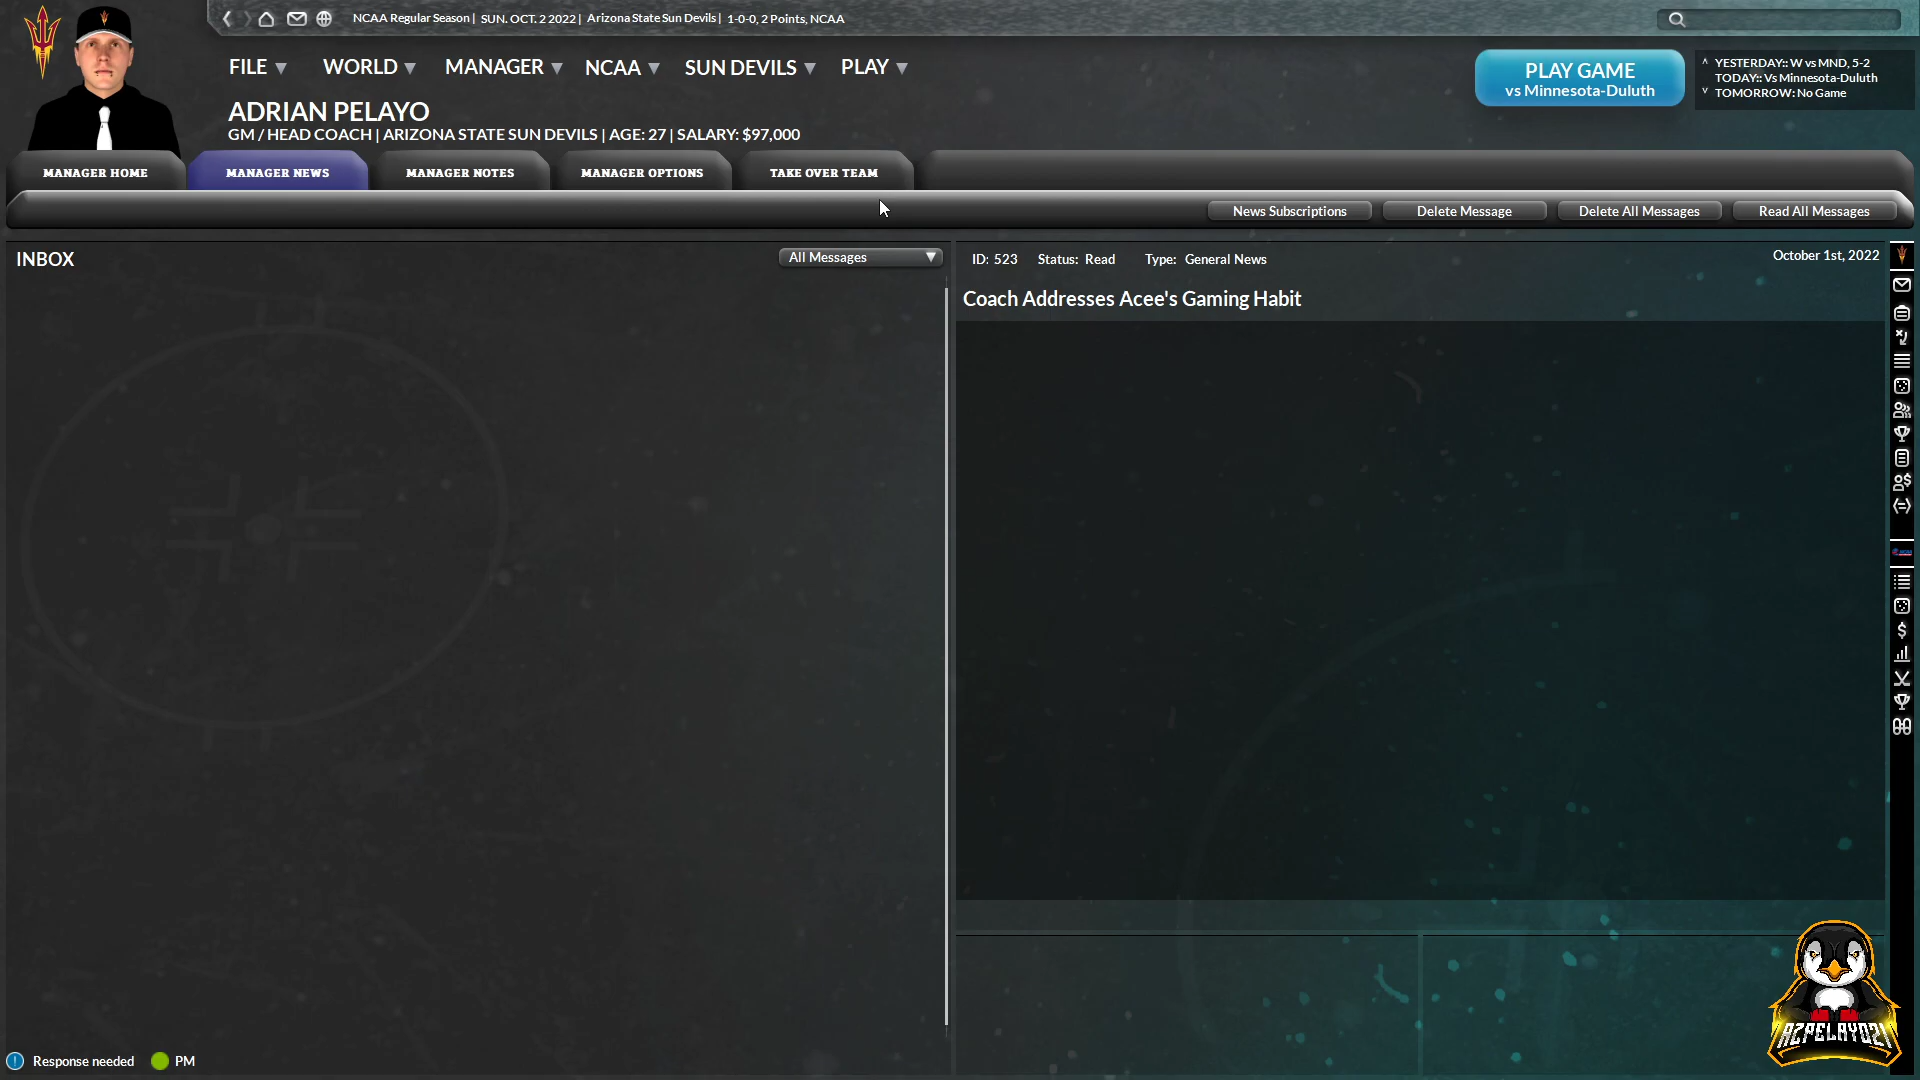 NCAA Regular Season | SUN. OCT. 2 2022 | Arizona State Sun Devils | 1-0-0, 2 Points, NCAA
FILE WORLD MANAGER NCAA SUN DEVILS PLAY
PLAY GAME
vs Minnesota-Duluth
YESTERDAY:: W vs MND, 5-2
TODAY:: Vs Minnesota-Duluth
TOMORROW: No Game
ADRIAN PELAYO
GM / HEAD COACH | ARIZONA STATE SUN DEVILS | AGE: 27 | SALARY: $97,000
MANAGER HOME MANAGER NEWS MANAGER NOTES MANAGER OPTIONS TAKE OVER TEAM
News Subscriptions Delete Message Delete All Messages Read All Messages
INBOX All Messages
ID: 523 Status: Read Type: General News October 1st, 2022
Coach Addresses Acee's Gaming Habit
AZPELAYO21
Response needed PM